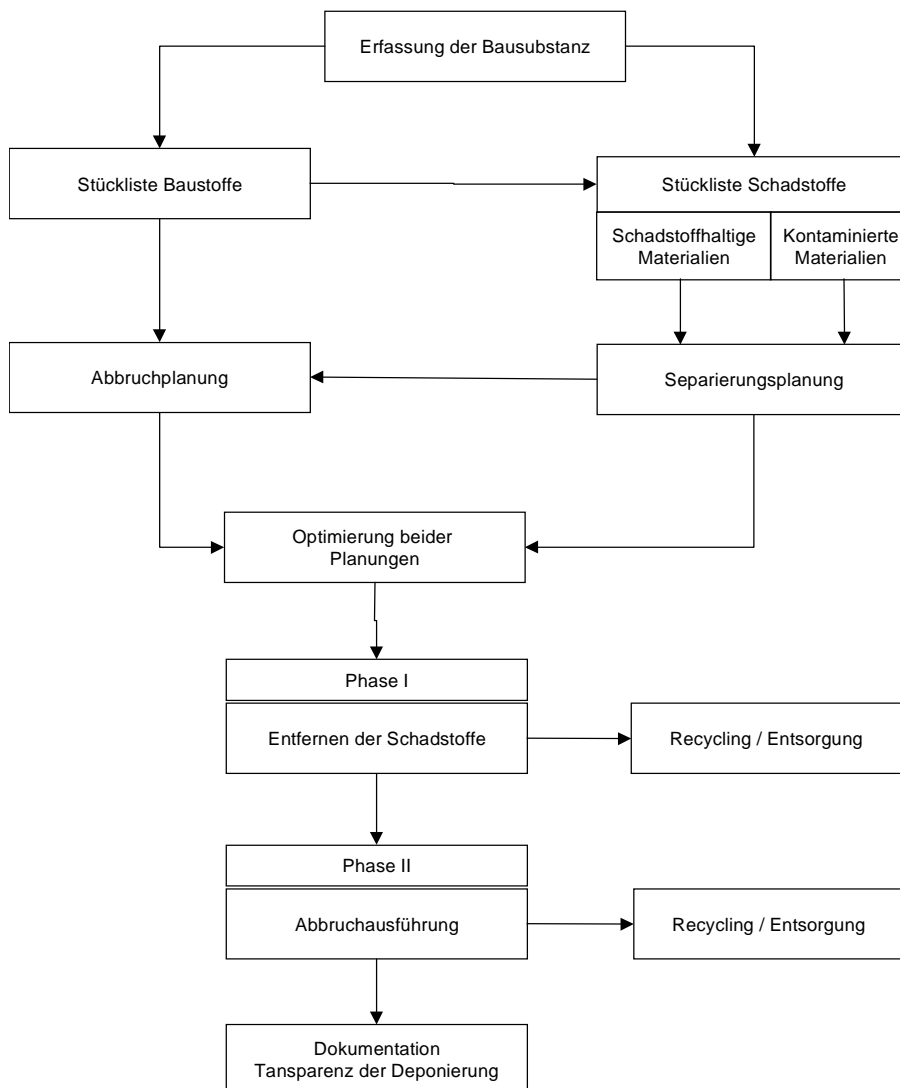 Erfassung der Bausubstanz
Stückliste Baustoffe
Stückliste Schadstoffe
Schadstoffhaltige
Materialien
Kontaminierte
Materialien
Abbruchplanung
Separierungsplanung
Optimierung beider
Planungen
Phase I
Entfernen der Schadstoffe
Recycling / Entsorgung
Phase II
Abbruchausführung
Recycling / Entsorgung
Dokumentation
Tansparenz der Deponierung